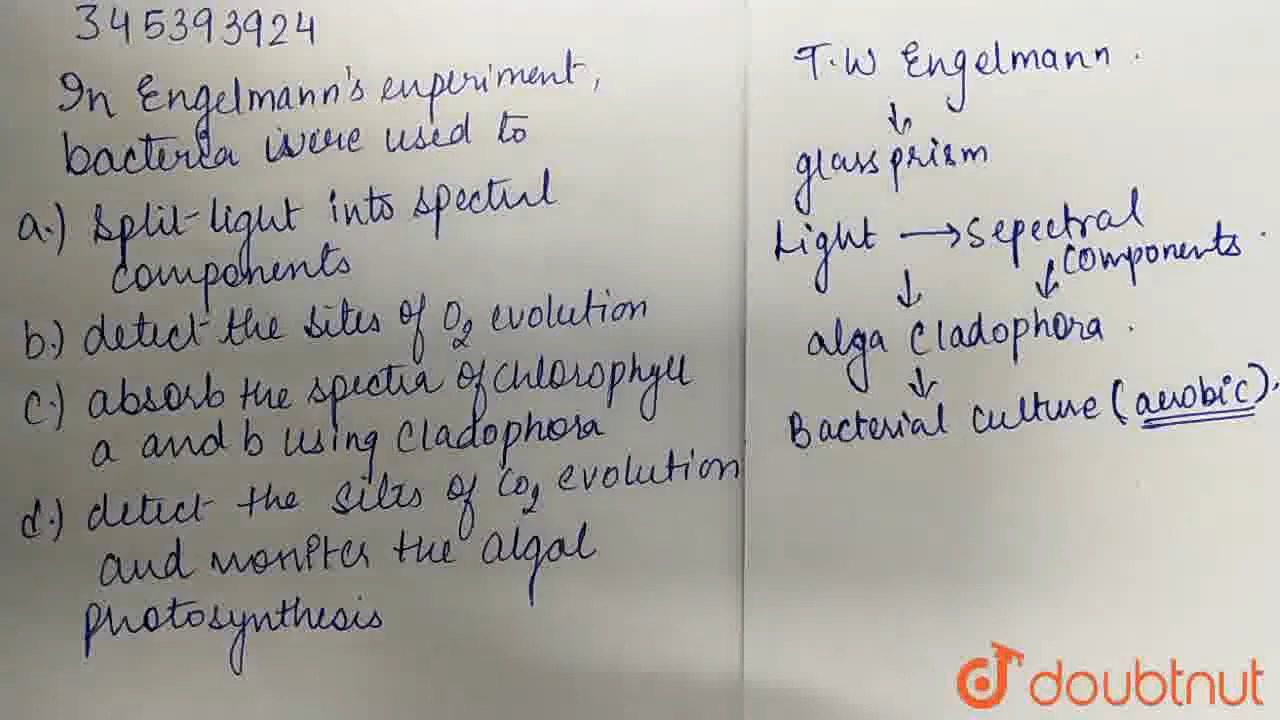 345393924
In Engelmann's experiment,
bacteria were used to
a.) split light into spectral
components
b.) detect the sites of O2 evolution
c.) absorb the spectra of chlorophyll
a and b using Cladophora
d.) detect the sites of CO2 evolution
and monitor the algal
photosynthesis
T.W Engelmann.
↓
glass prism
Light → Sepectral
components.
↓ ↓
alga Cladophora.
↓
Bacterial culture (aerobic).
doubtnut